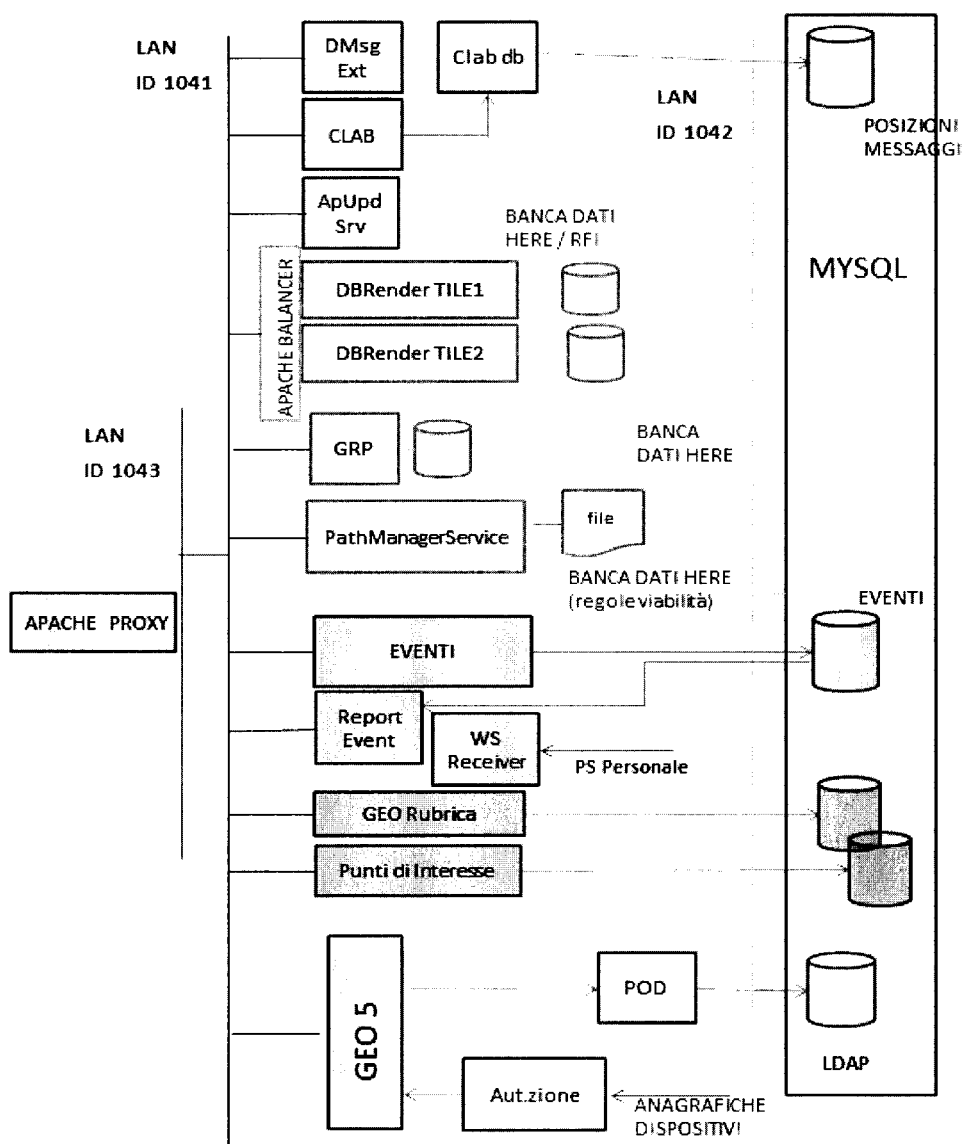 LAN
ID 1041
DMsg
Ext
Clab db
LAN
ID 1042
CLAB
POSIZIONI
MESSAGGI
ApUpd
Srv
BANCA DATI
HERE / RFI
MYSQL
APACHE BALANCER
DBRender TILE1
DBRender TILE2
LAN
ID 1043
GRP
BANCA
DATI HERE
PathManagerService
file
BANCA DATI HERE
(regole viabilità)
APACHE PROXY
EVENTI
EVENTI
Report
Event
WS
Receiver
PS Personale
GEO Rubrica
Punti di Interesse
GEO 5
POD
LDAP
Aut.zione
ANAGRAFICHE
DISPOSITIVI